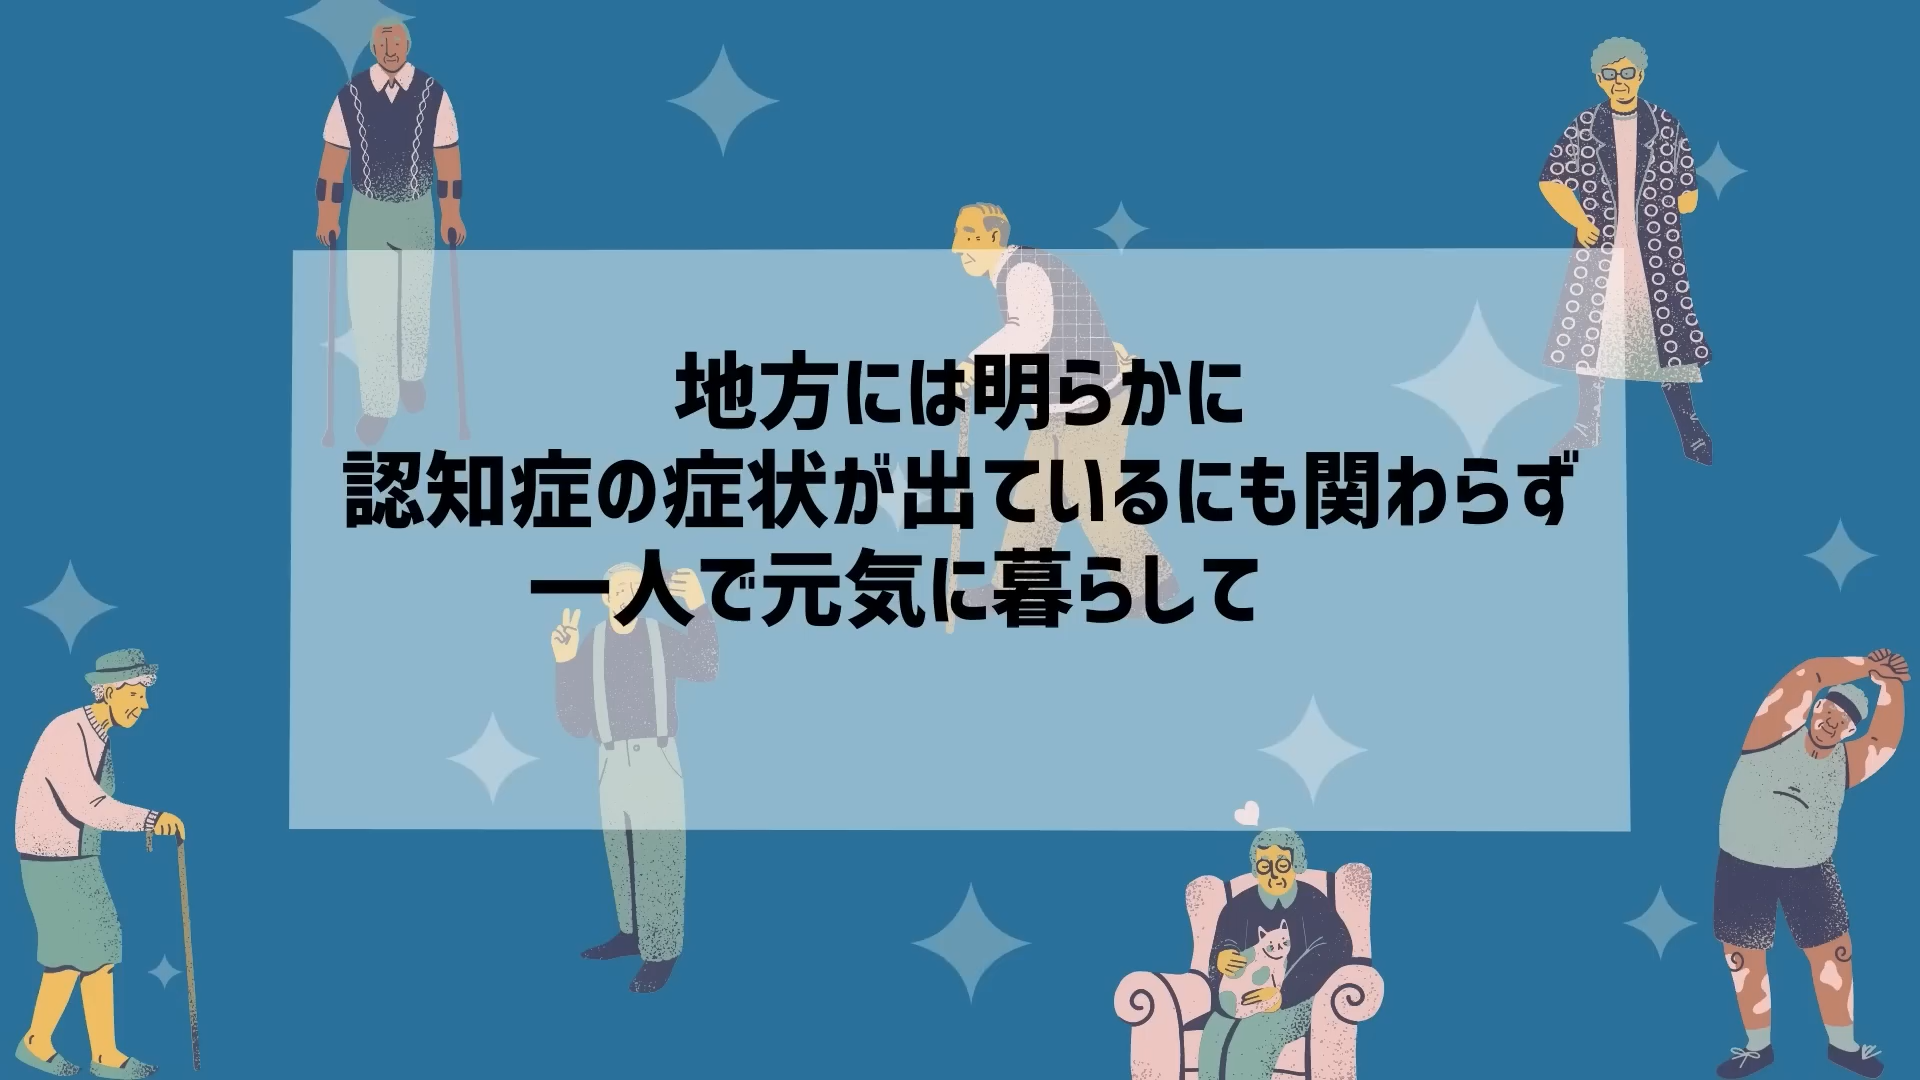 地方には明らかに
認知症の症状が出ているにも関わらず
一人で元気に暮らして